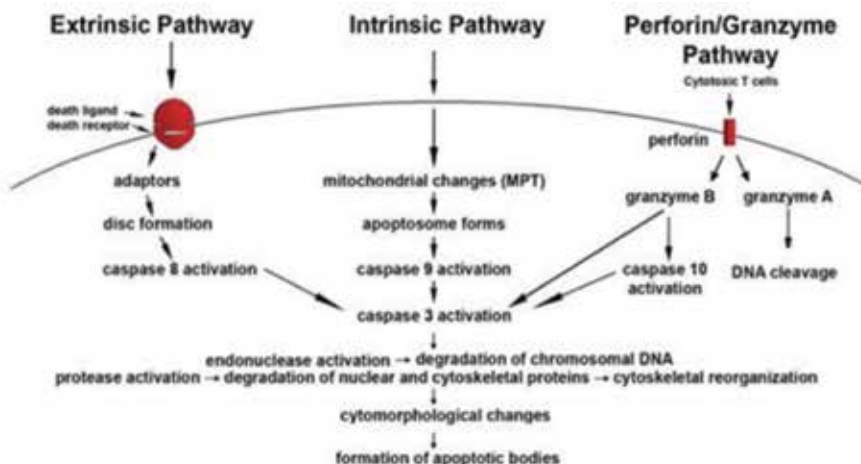 Extrinsic Pathway
Intrinsic Pathway
Perforin/Granzyme
Pathway
Cytotoxic T cells
death ligand
death receptor
perforin
adaptors
mitochondrial changes (MPT)
granzyme B
granzyme A
disc formation
apoptosome forms
caspase 8 activation
caspase 9 activation
caspase 10
activation
DNA cleavage
caspase 3 activation
endonuclease activation → degradation of chromosomal DNA
protease activation → degradation of nuclear and cytoskeletal proteins → cytoskeletal reorganization
cytomorphological changes
formation of apoptotic bodies